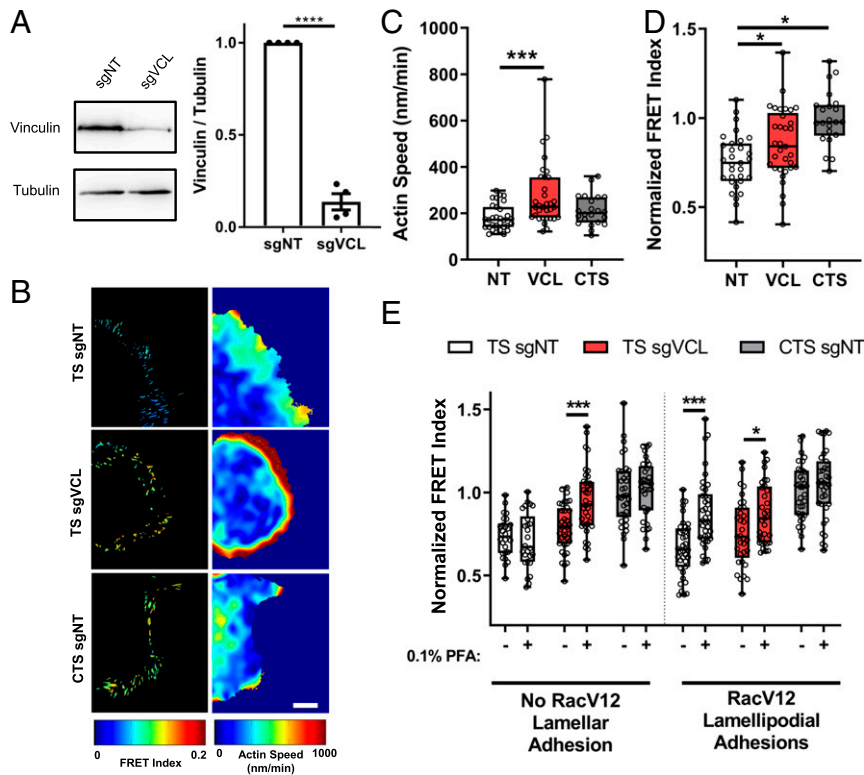 A
sgNT
sgVCL
Vinculin
Tubulin
Vinculin / Tubulin
1.0
0.5
0.0
****
sgNT
sgVCL
B
TS sgNT
TS sgVCL
CTS sgNT
0 0.2
FRET Index
0 1000
Actin Speed
(nm/min)
C
Actin Speed (nm/min)
1000
800
600
400
200
0
***
NT VCL CTS
D
Normalized FRET Index
1.5
1.0
0.5
*
*
NT VCL CTS
E
TS sgNT TS sgVCL CTS sgNT
Normalized FRET Index
1.5
1.0
0.5
***
***
*
0.1% PFA: - + - + - + - + - + - +
No RacV12
Lamellar
Adhesion
RacV12
Lamellipodial
Adhesions